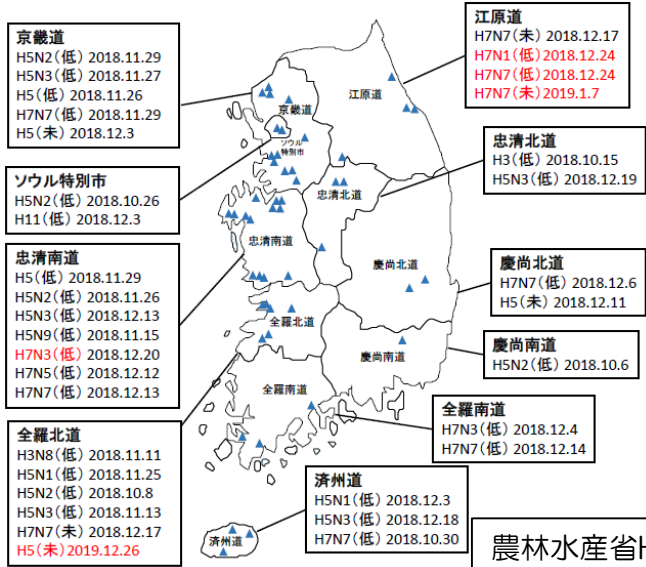 京畿道
H5N2(低) 2018.11.29
H5N3(低) 2018.11.27
H5(低) 2018.11.26
H7N7(低) 2018.11.29
H5(未) 2018.12.3
ソウル特別市
H5N2(低) 2018.10.26
H11(低) 2018.12.3
忠清南道
H5(低) 2018.11.29
H5N2(低) 2018.11.26
H5N3(低) 2018.12.13
H5N9(低) 2018.11.15
H7N3(低) 2018.12.20
H7N5(低) 2018.12.12
H7N7(低) 2018.12.13
全羅北道
H3N8(低) 2018.11.11
H5N1(低) 2018.11.25
H5N2(低) 2018.10.8
H5N3(低) 2018.11.13
H7N7(未) 2018.12.17
H5(未) 2019.12.26
江原道
京畿道
ソウル
特別市
忠清北道
忠清南道
慶尚北道
全羅北道
慶尚南道
全羅南道
済州道
江原道
H7N7(未) 2018.12.17
H7N1(低) 2018.12.24
H7N7(低) 2018.12.24
H7N7(未) 2019.1.7
忠清北道
H3(低) 2018.10.15
H5N3(低) 2018.12.19
慶尚北道
H7N7(低) 2018.12.6
H5(未) 2018.12.11
慶尚南道
H5N2(低) 2018.10.6
全羅南道
H7N3(低) 2018.12.4
H7N7(低) 2018.12.14
済州道
H5N1(低) 2018.12.3
H5N3(低) 2018.12.18
H7N7(低) 2018.10.30
農林水産省H